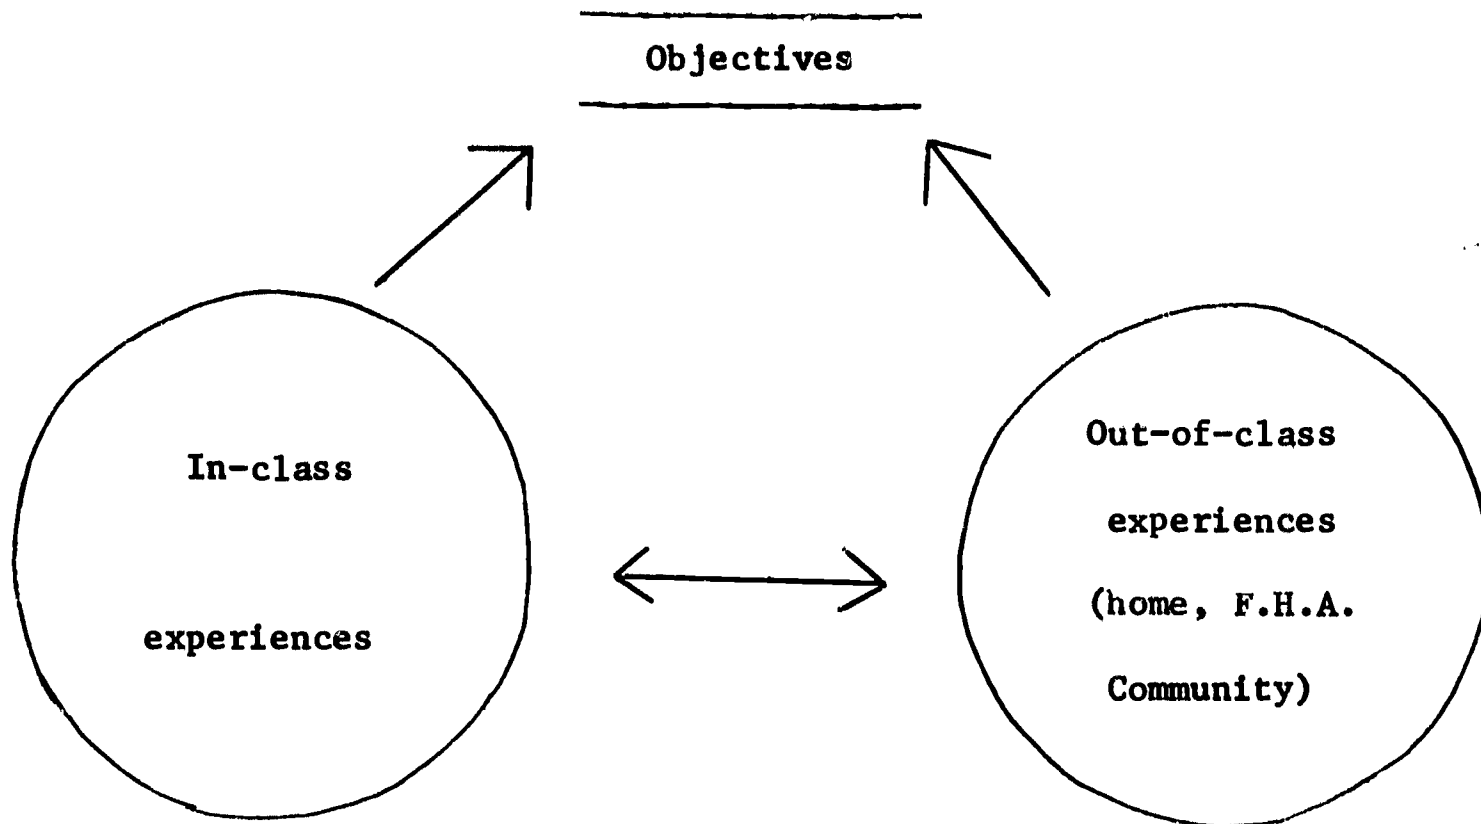 Objectives
In-class
experiences
Out-of-class
experiences
(home, F.H.A.
Community)